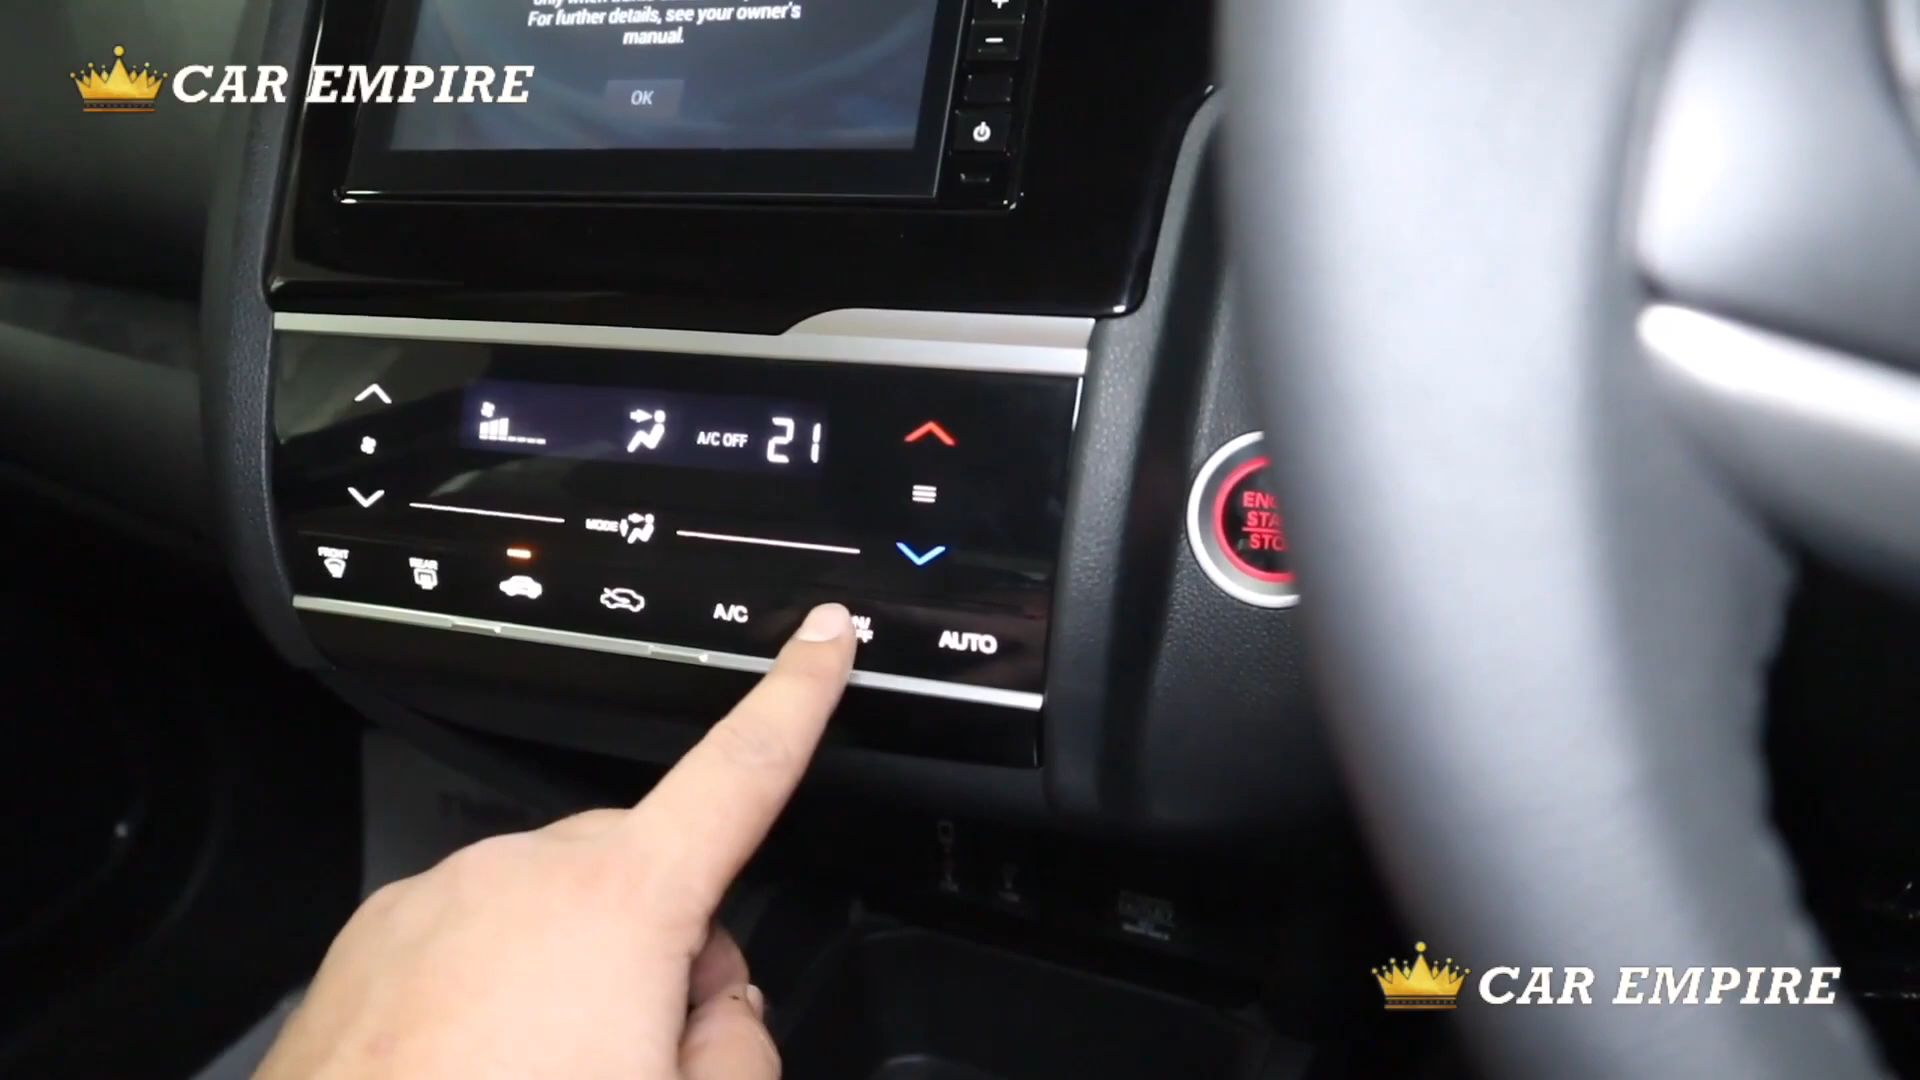 For further details, see your owner's
manual.
OK
CAR EMPIRE
A/C OFF 21
MODE
FRONT
REAR
A/C
AUTO
CAR EMPIRE